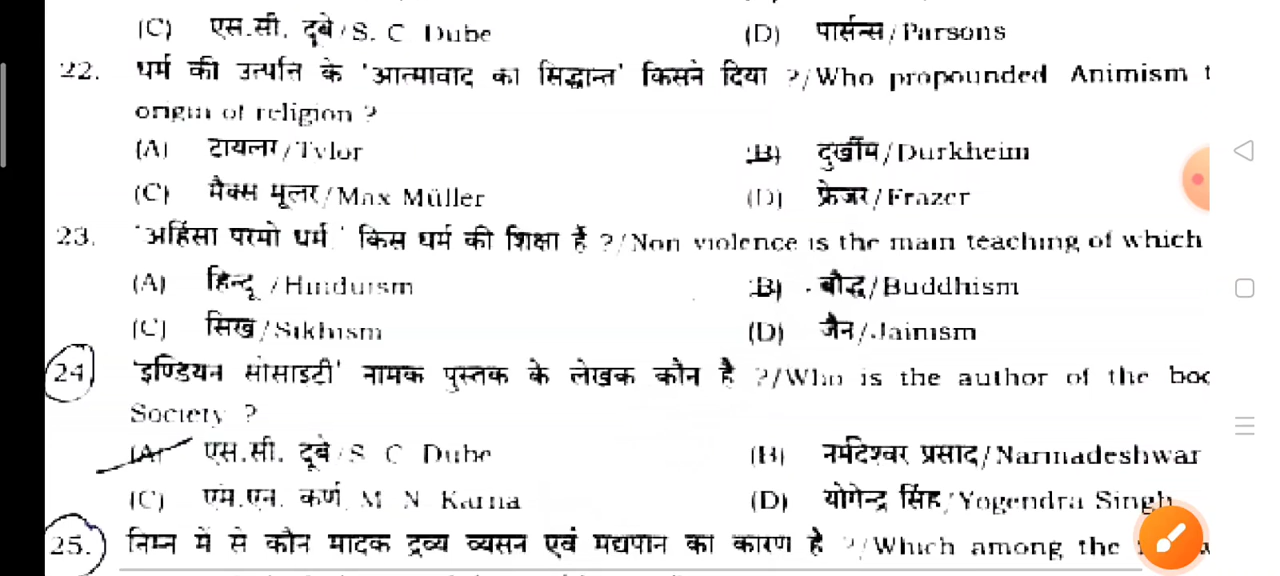 (C) एस.सी. दूबे/S. C Dube (D) पार्सन्स/Parsons
22. धर्म की उत्पत्ति के 'आत्मावाद का सिद्धान्त' किसने दिया ?/Who propounded Animism t
origin of religion ?
(A) टायलर/Tylor (B) दुर्खीम/Durkheim
(C) मैक्स मूलर/Max Müller (D) फ्रेजर/Frazer
23. 'अहिंसा परमो धर्म' किस धर्म की शिक्षा है ?/Non violence is the main teaching of which
(A) हिन्दू/Hinduism (B) बौद्ध/Buddhism
(C) सिख/Sikhism (D) जैन/Jainism
24. 'इण्डियन सोसाइटी' नामक पुस्तक के लेखक कौन है ?/Who is the author of the boo
Society ?
(A) एस.सी. दूबे/S C Dube (B) नर्मदेश्वर प्रसाद/Narmadeshwar
(C) एम.एन. कर्ण/M N Karna (D) योगेन्द्र सिंह/Yogendra Singh
25. निम्न में से कौन मादक द्रव्य व्यसन एवं मद्यपान का कारण है ?/Which among the